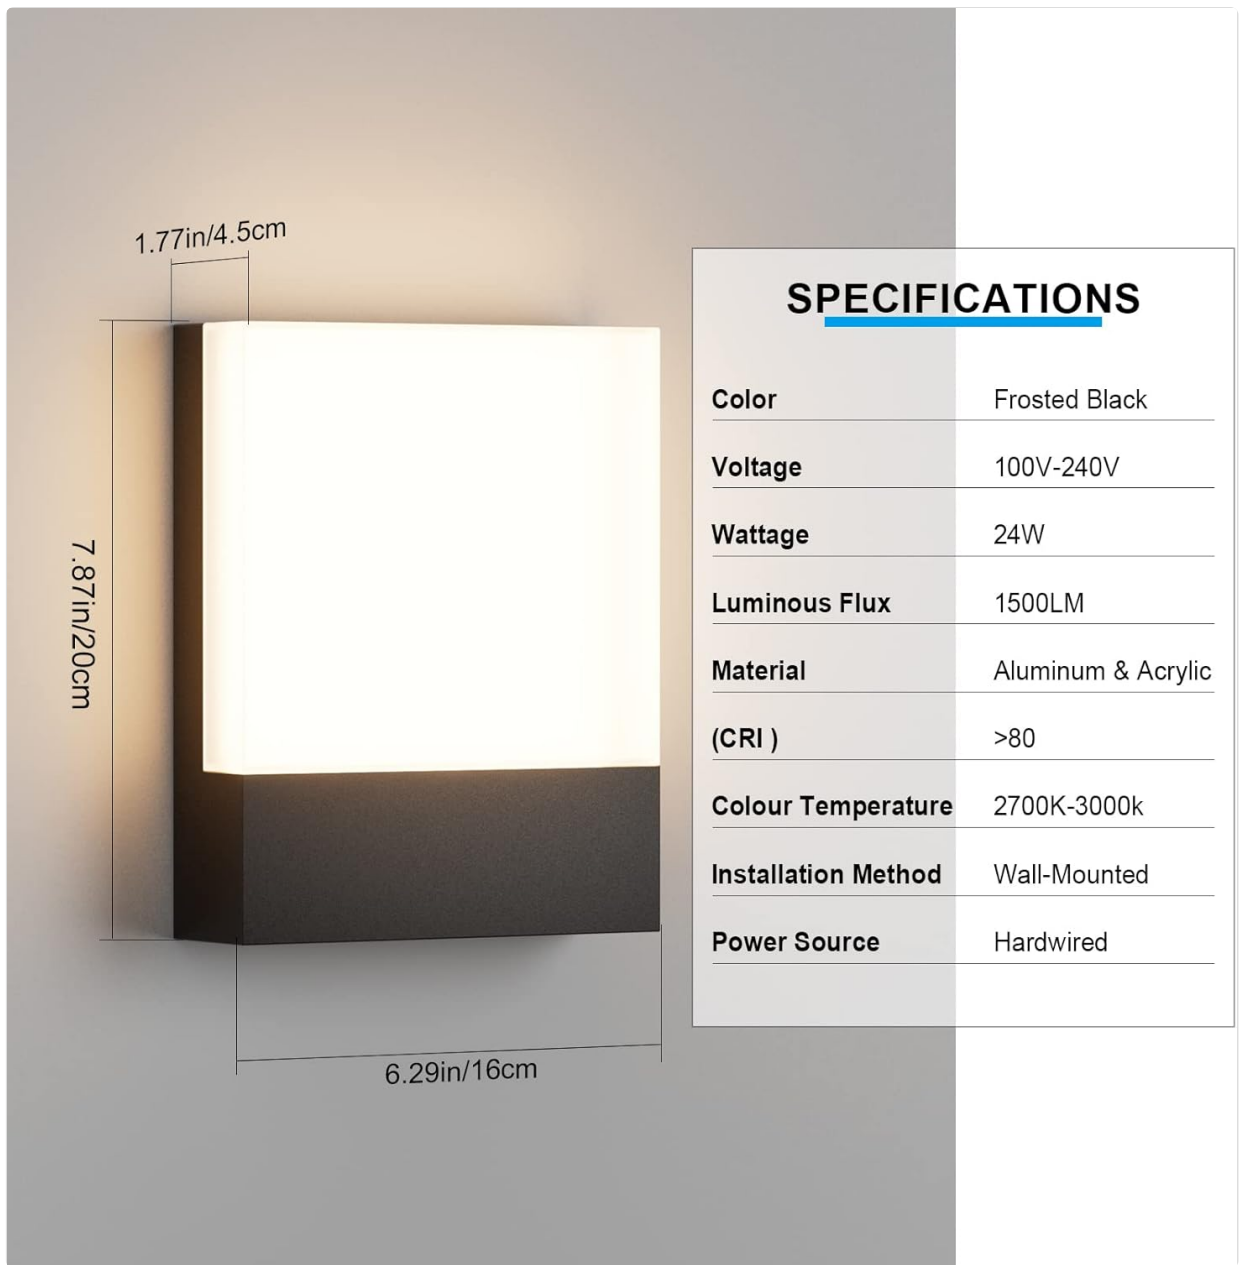 1.77in/4.5cm
7.87in/20cm
6.29in/16cm
SPECIFICATIONS
Color Frosted Black
Voltage 100V-240V
Wattage 24W
Luminous Flux 1500LM
Material Aluminum & Acrylic
(CRI ) >80
Colour Temperature 2700K-3000k
Installation Method Wall-Mounted
Power Source Hardwired